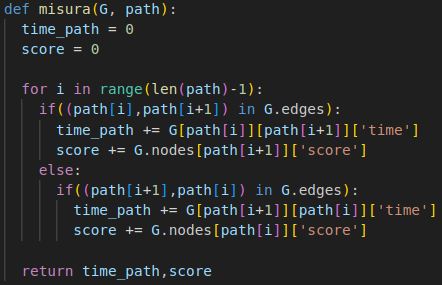 def misura(G, path):
  time_path = 0
  score = 0

  for i in range(len(path)-1):
    if((path[i],path[i+1]) in G.edges):
      time_path += G[path[i]][path[i+1]]['time']
      score += G.nodes[path[i+1]]['score']
    else:
      if((path[i+1],path[i]) in G.edges):
        time_path += G[path[i+1]][path[i]]['time']
        score += G.nodes[path[i]]['score']

  return time_path,score